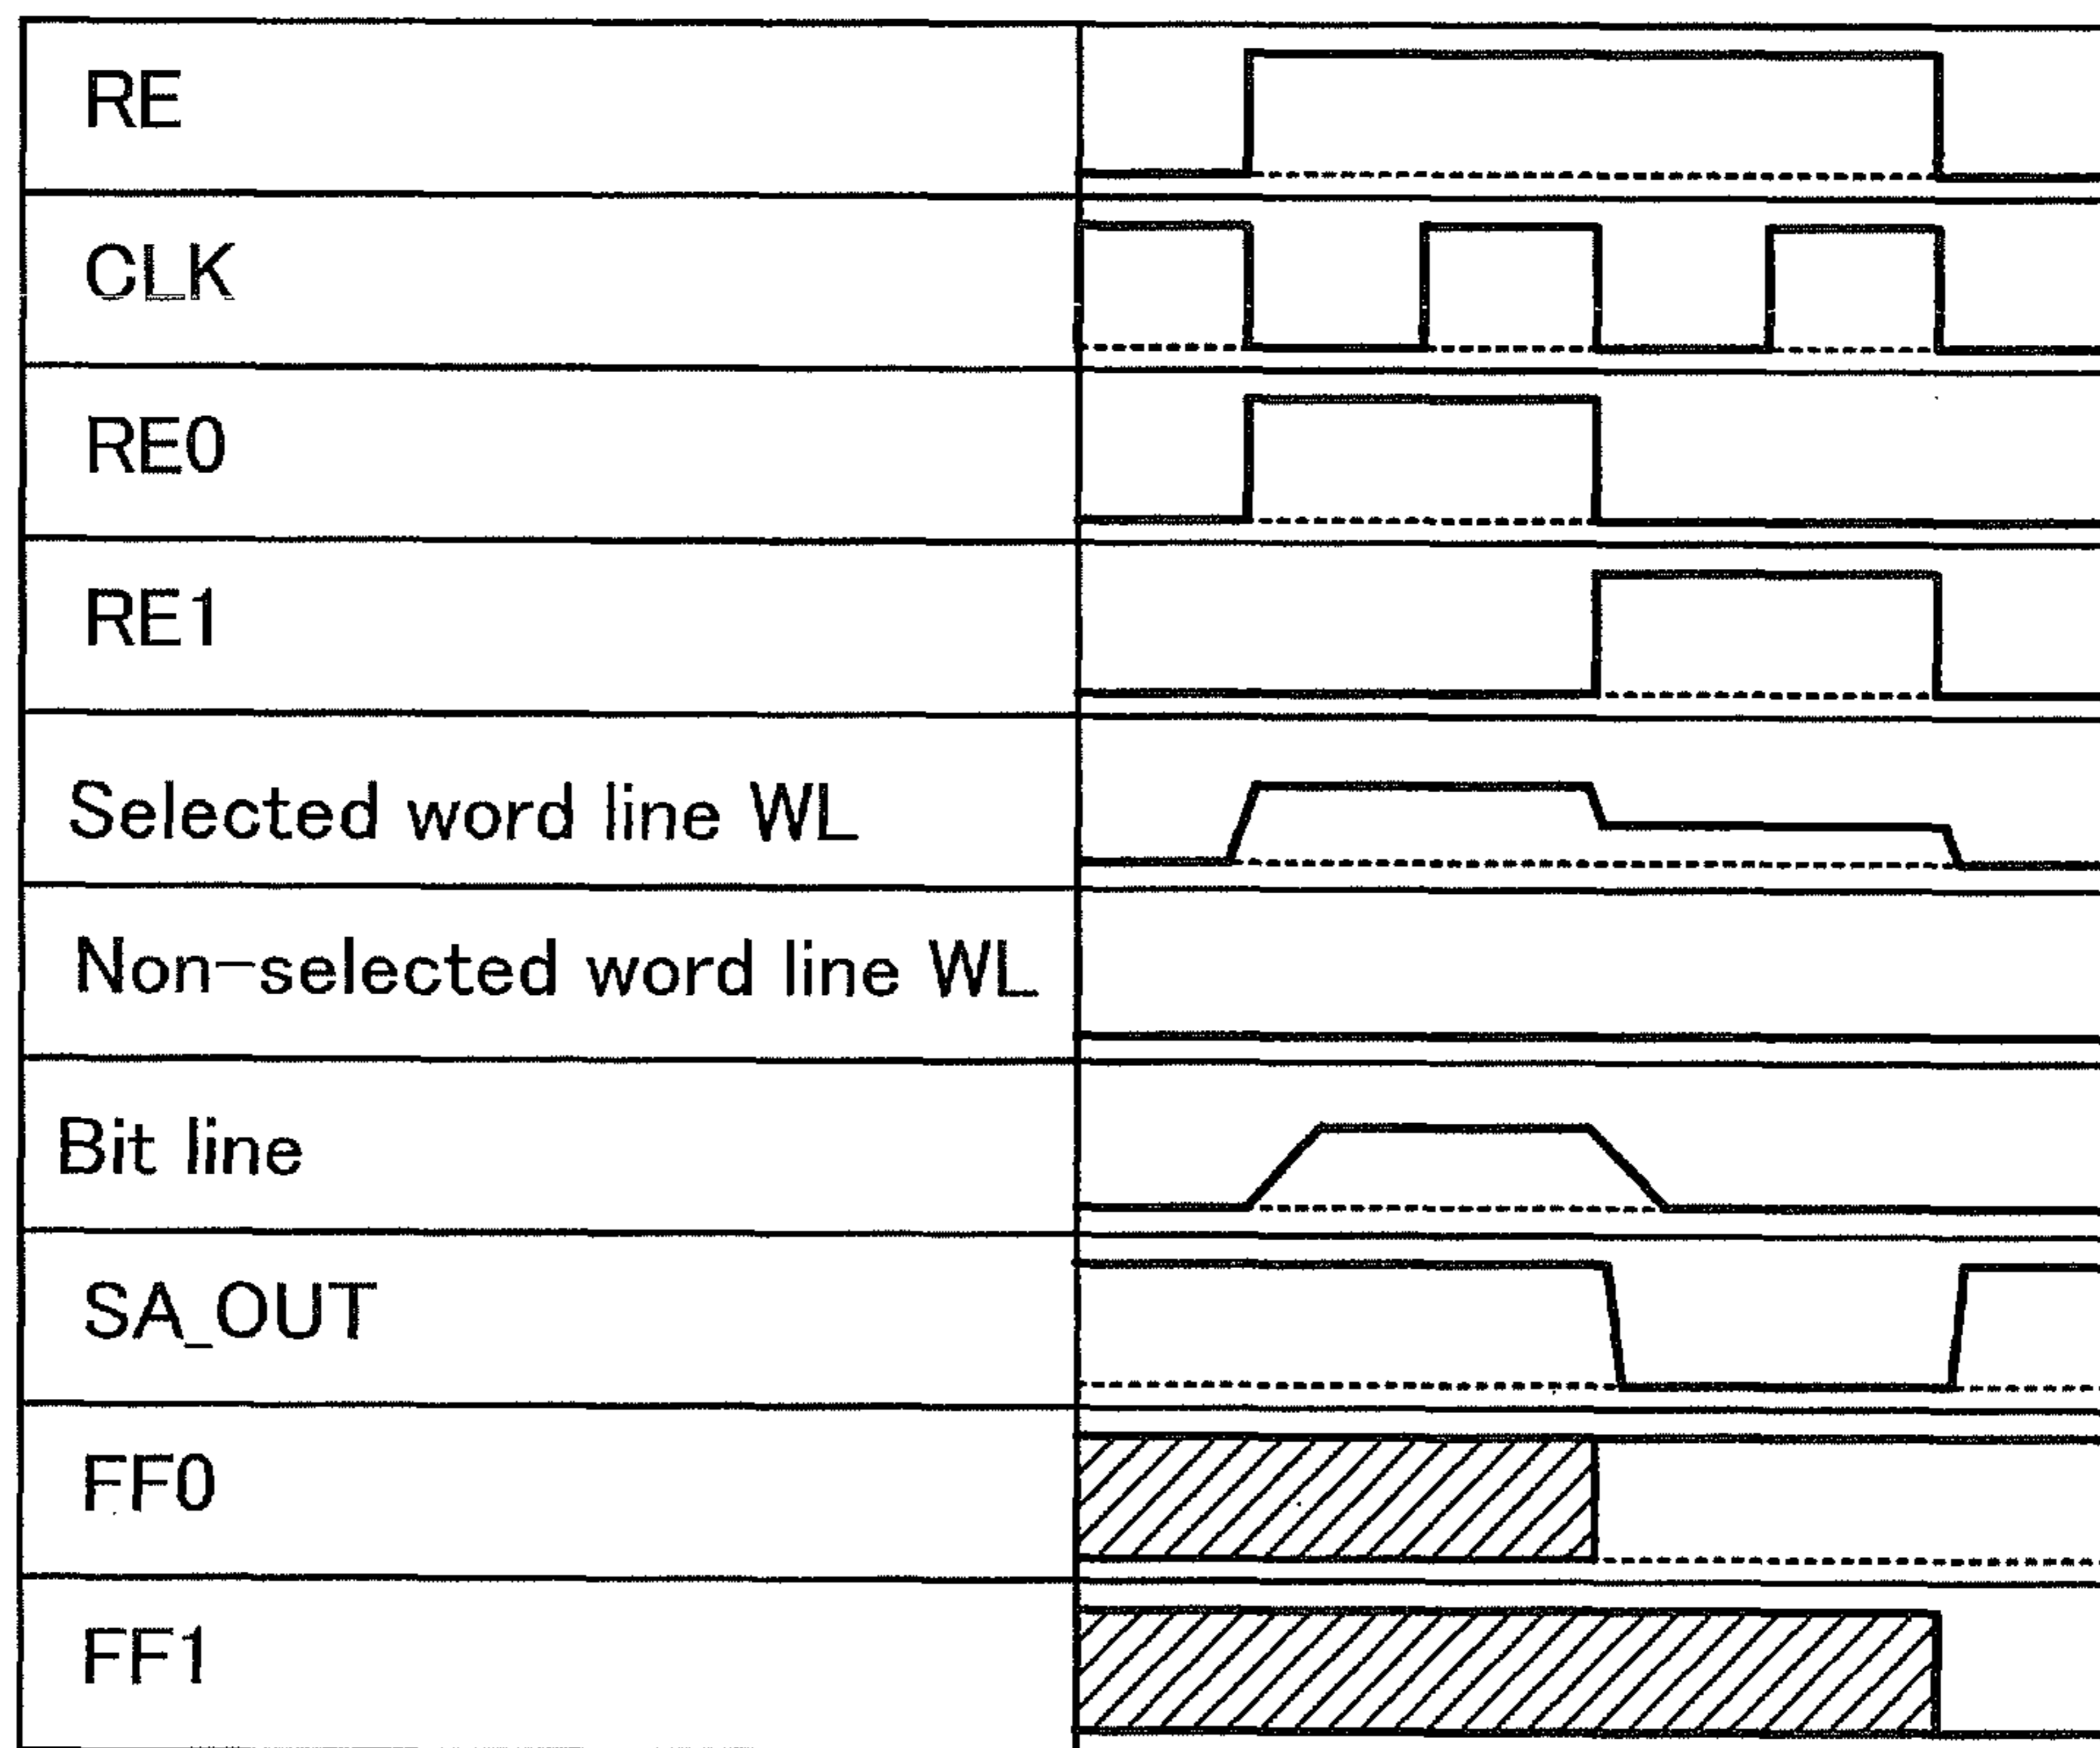 RE
CLK
RE0
RE1
Selected word line WL
Non-selected word line WL
Bit line
SA_OUT
FF0
FF1